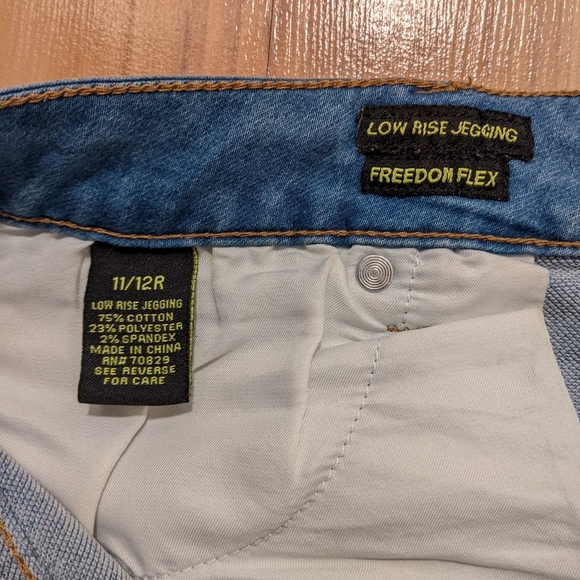 LOW RISE JEGGING
FREEDOM FLEX
11/12R
LOW RISE JEGGING
75% COTTON
23% POLYESTER
2% SPANDEX
MADE IN CHINA
RN# 70829
SEE REVERSE
FOR CARE